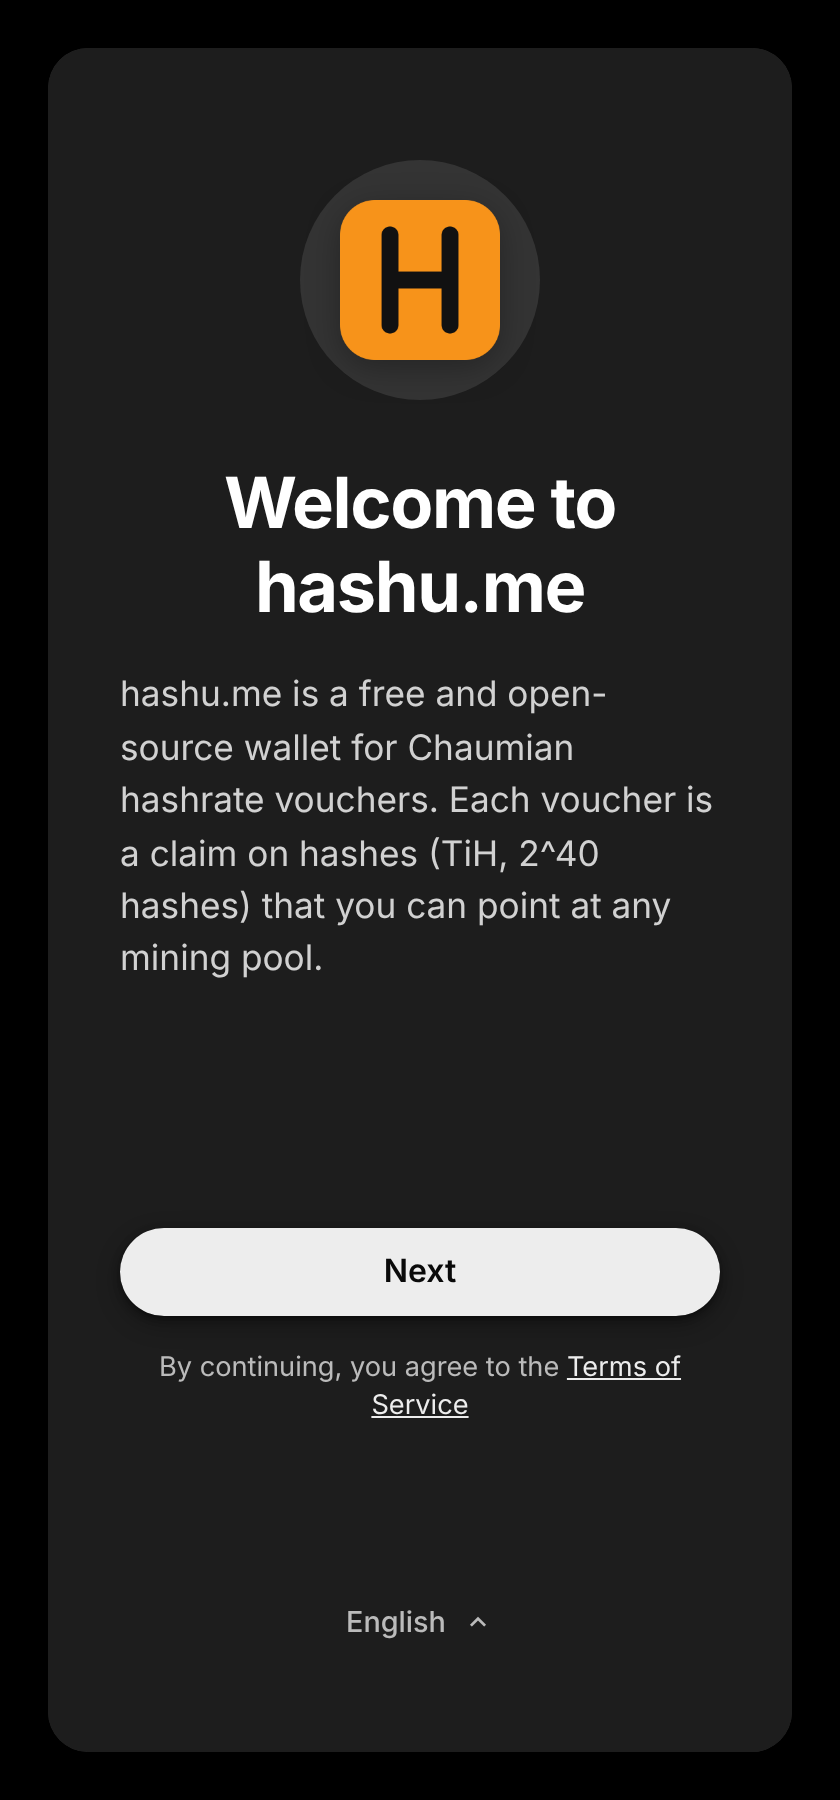 H
Welcome to
hashu.me
hashu.me is a free and open-
source wallet for Chaumian
hashrate vouchers. Each voucher is
a claim on hashes (TiH, 2^40
hashes) that you can point at any
mining pool.
Next
By continuing, you agree to the Terms of
Service
English